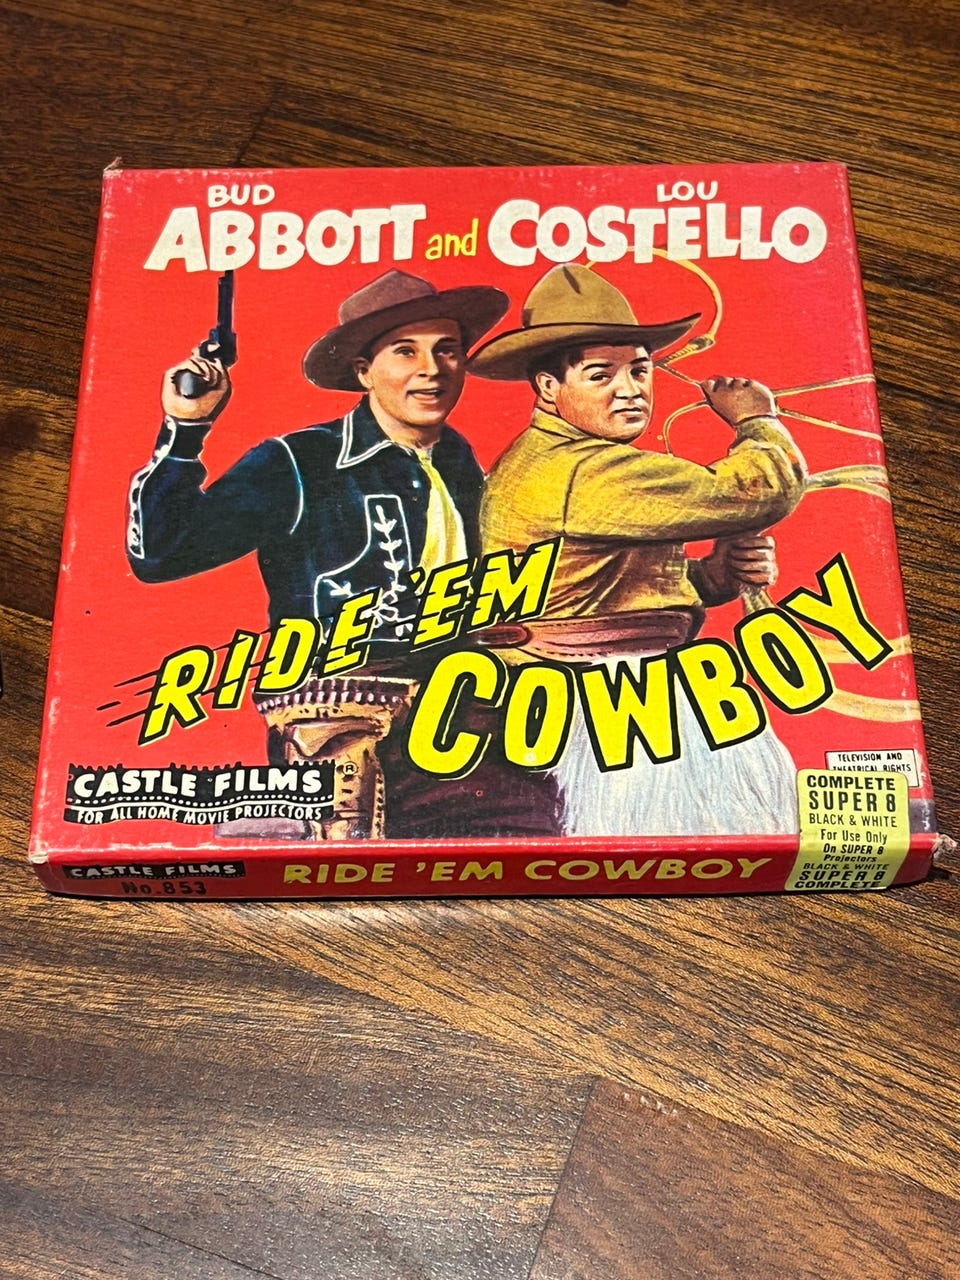 BUD LOU
ABBOTT and COSTELLO
RIDE 'EM
COWBOY
CASTLE FILMS ®
FOR ALL HOME MOVIE PROJECTORS
TELEVISION AND
THEATRICAL RIGHTS
COMPLETE
SUPER 8
BLACK & WHITE
For Use Only
On SUPER 8
Projectors
BLACK & WHITE
SUPER 8
COMPLETE
CASTLE FILMS
No.853
RIDE 'EM COWBOY